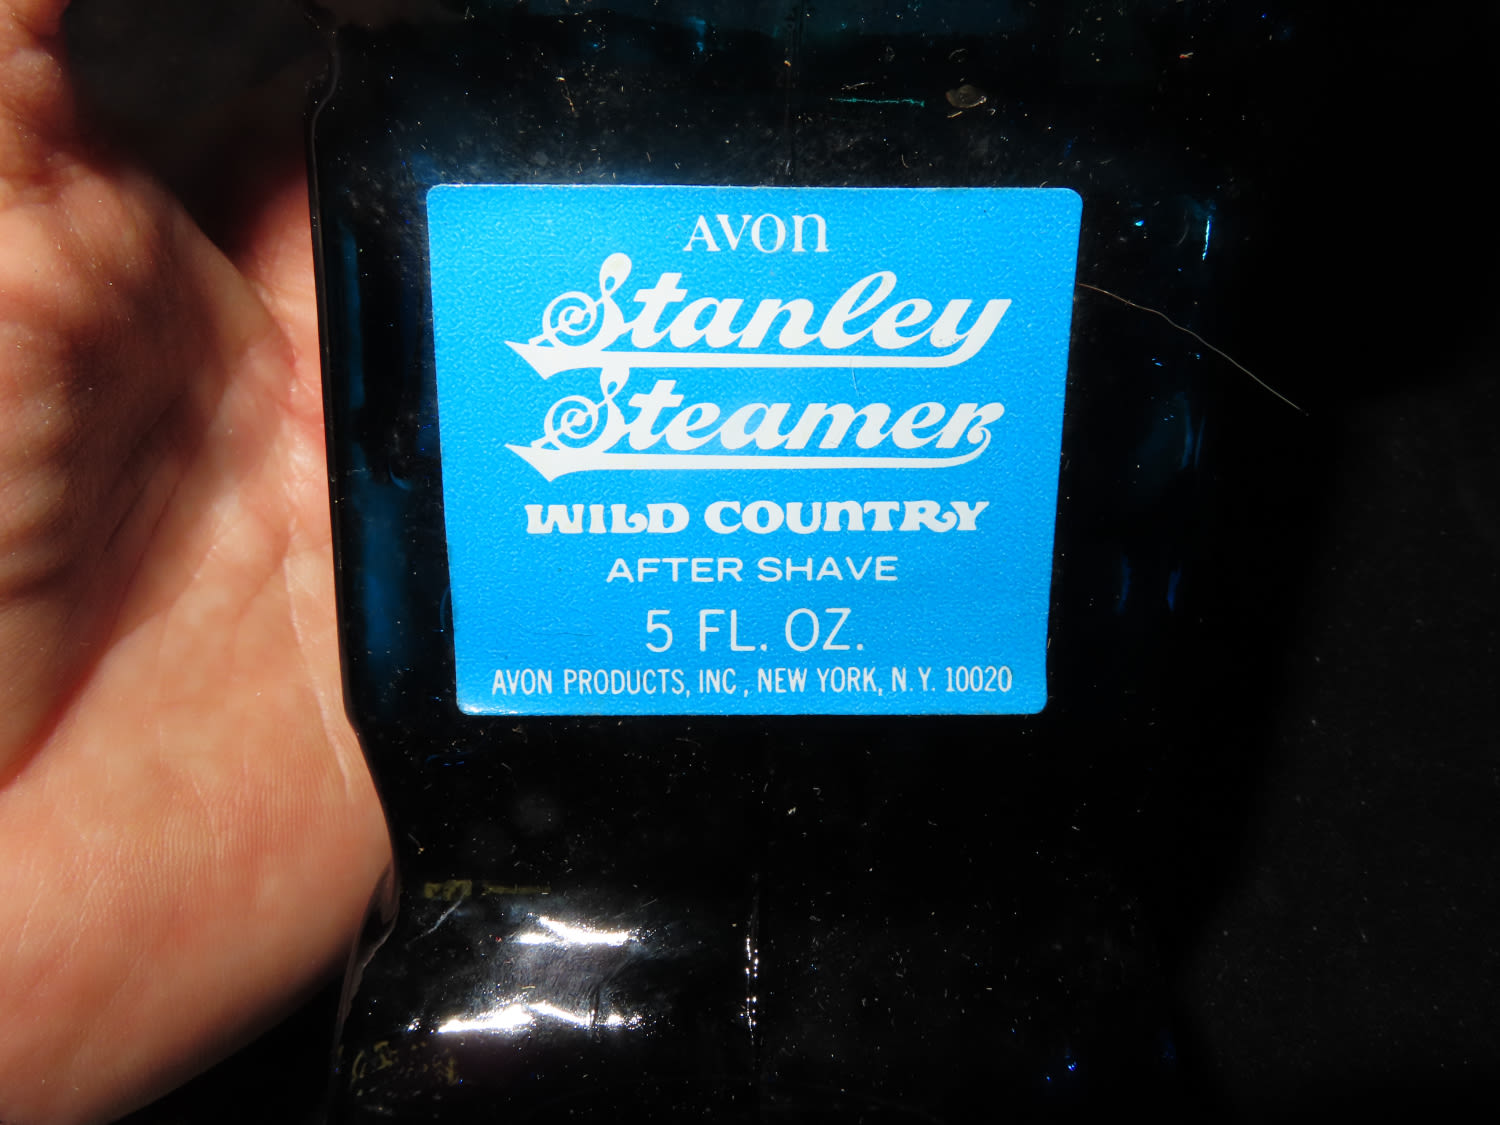 AVON
Stanley
Steamer
WILD COUNTRY
AFTER SHAVE
5 FL. OZ.
AVON PRODUCTS, INC., NEW YORK, N.Y. 10020